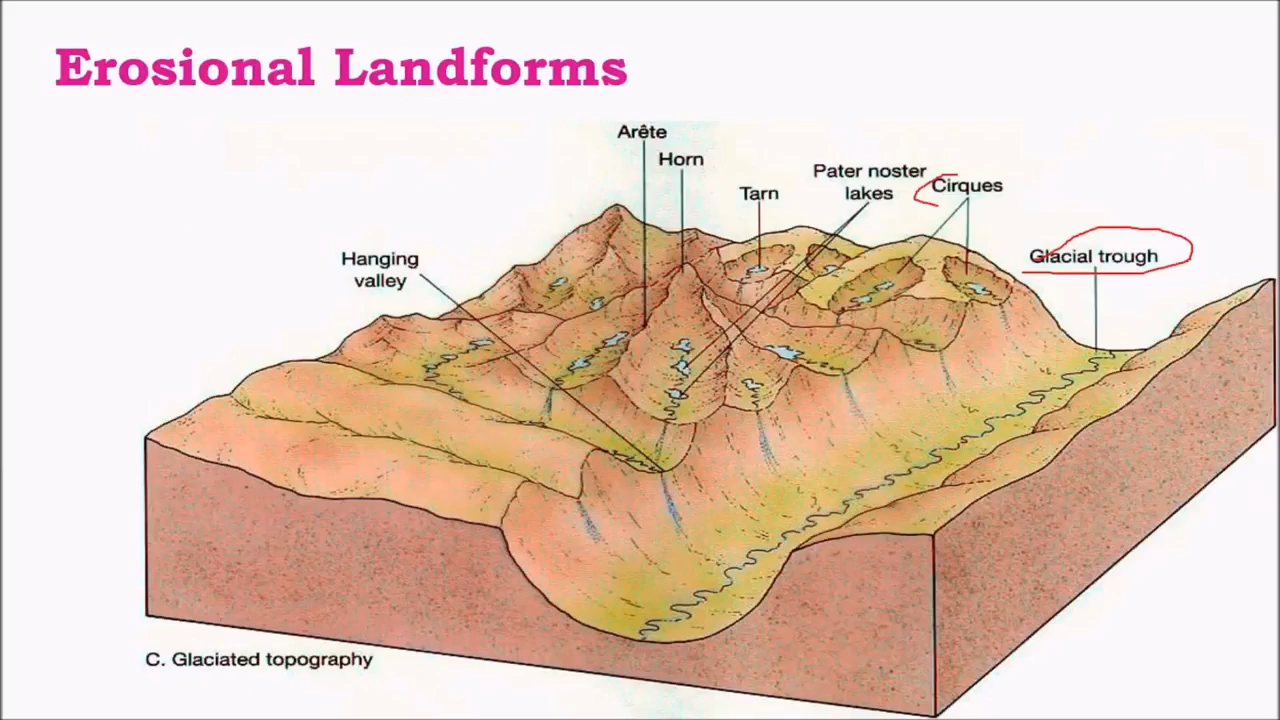 Erosional Landforms
Arête
Horn
Tarn
Pater noster
lakes
Cirques
Hanging
valley
Glacial trough
C. Glaciated topography